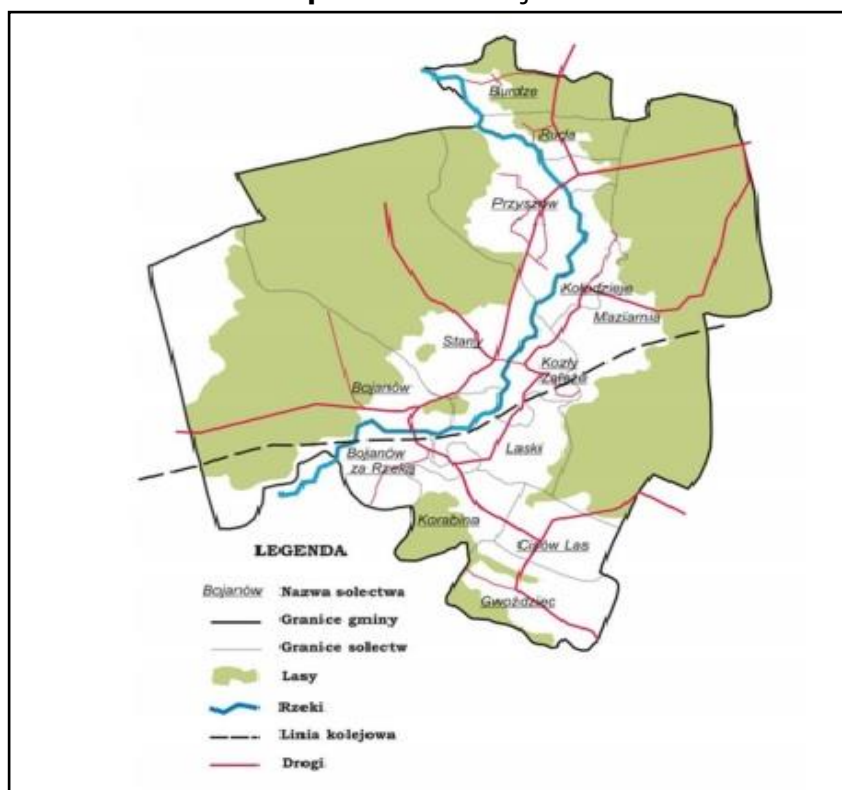 Burdze
Ruda
Przyszów
Kołodzieje
Maziarnia
Stany
Kozły
Załęże
Bojanów
Laski
Bojanów
za Rzeką
Korabina
Cisów Las
Gwoździec
LEGENDA
Bojanów Nazwa sołectwa
Granice gminy
Granice sołectw
Lasy
Rzeki
Linia kolejowa
Drogi